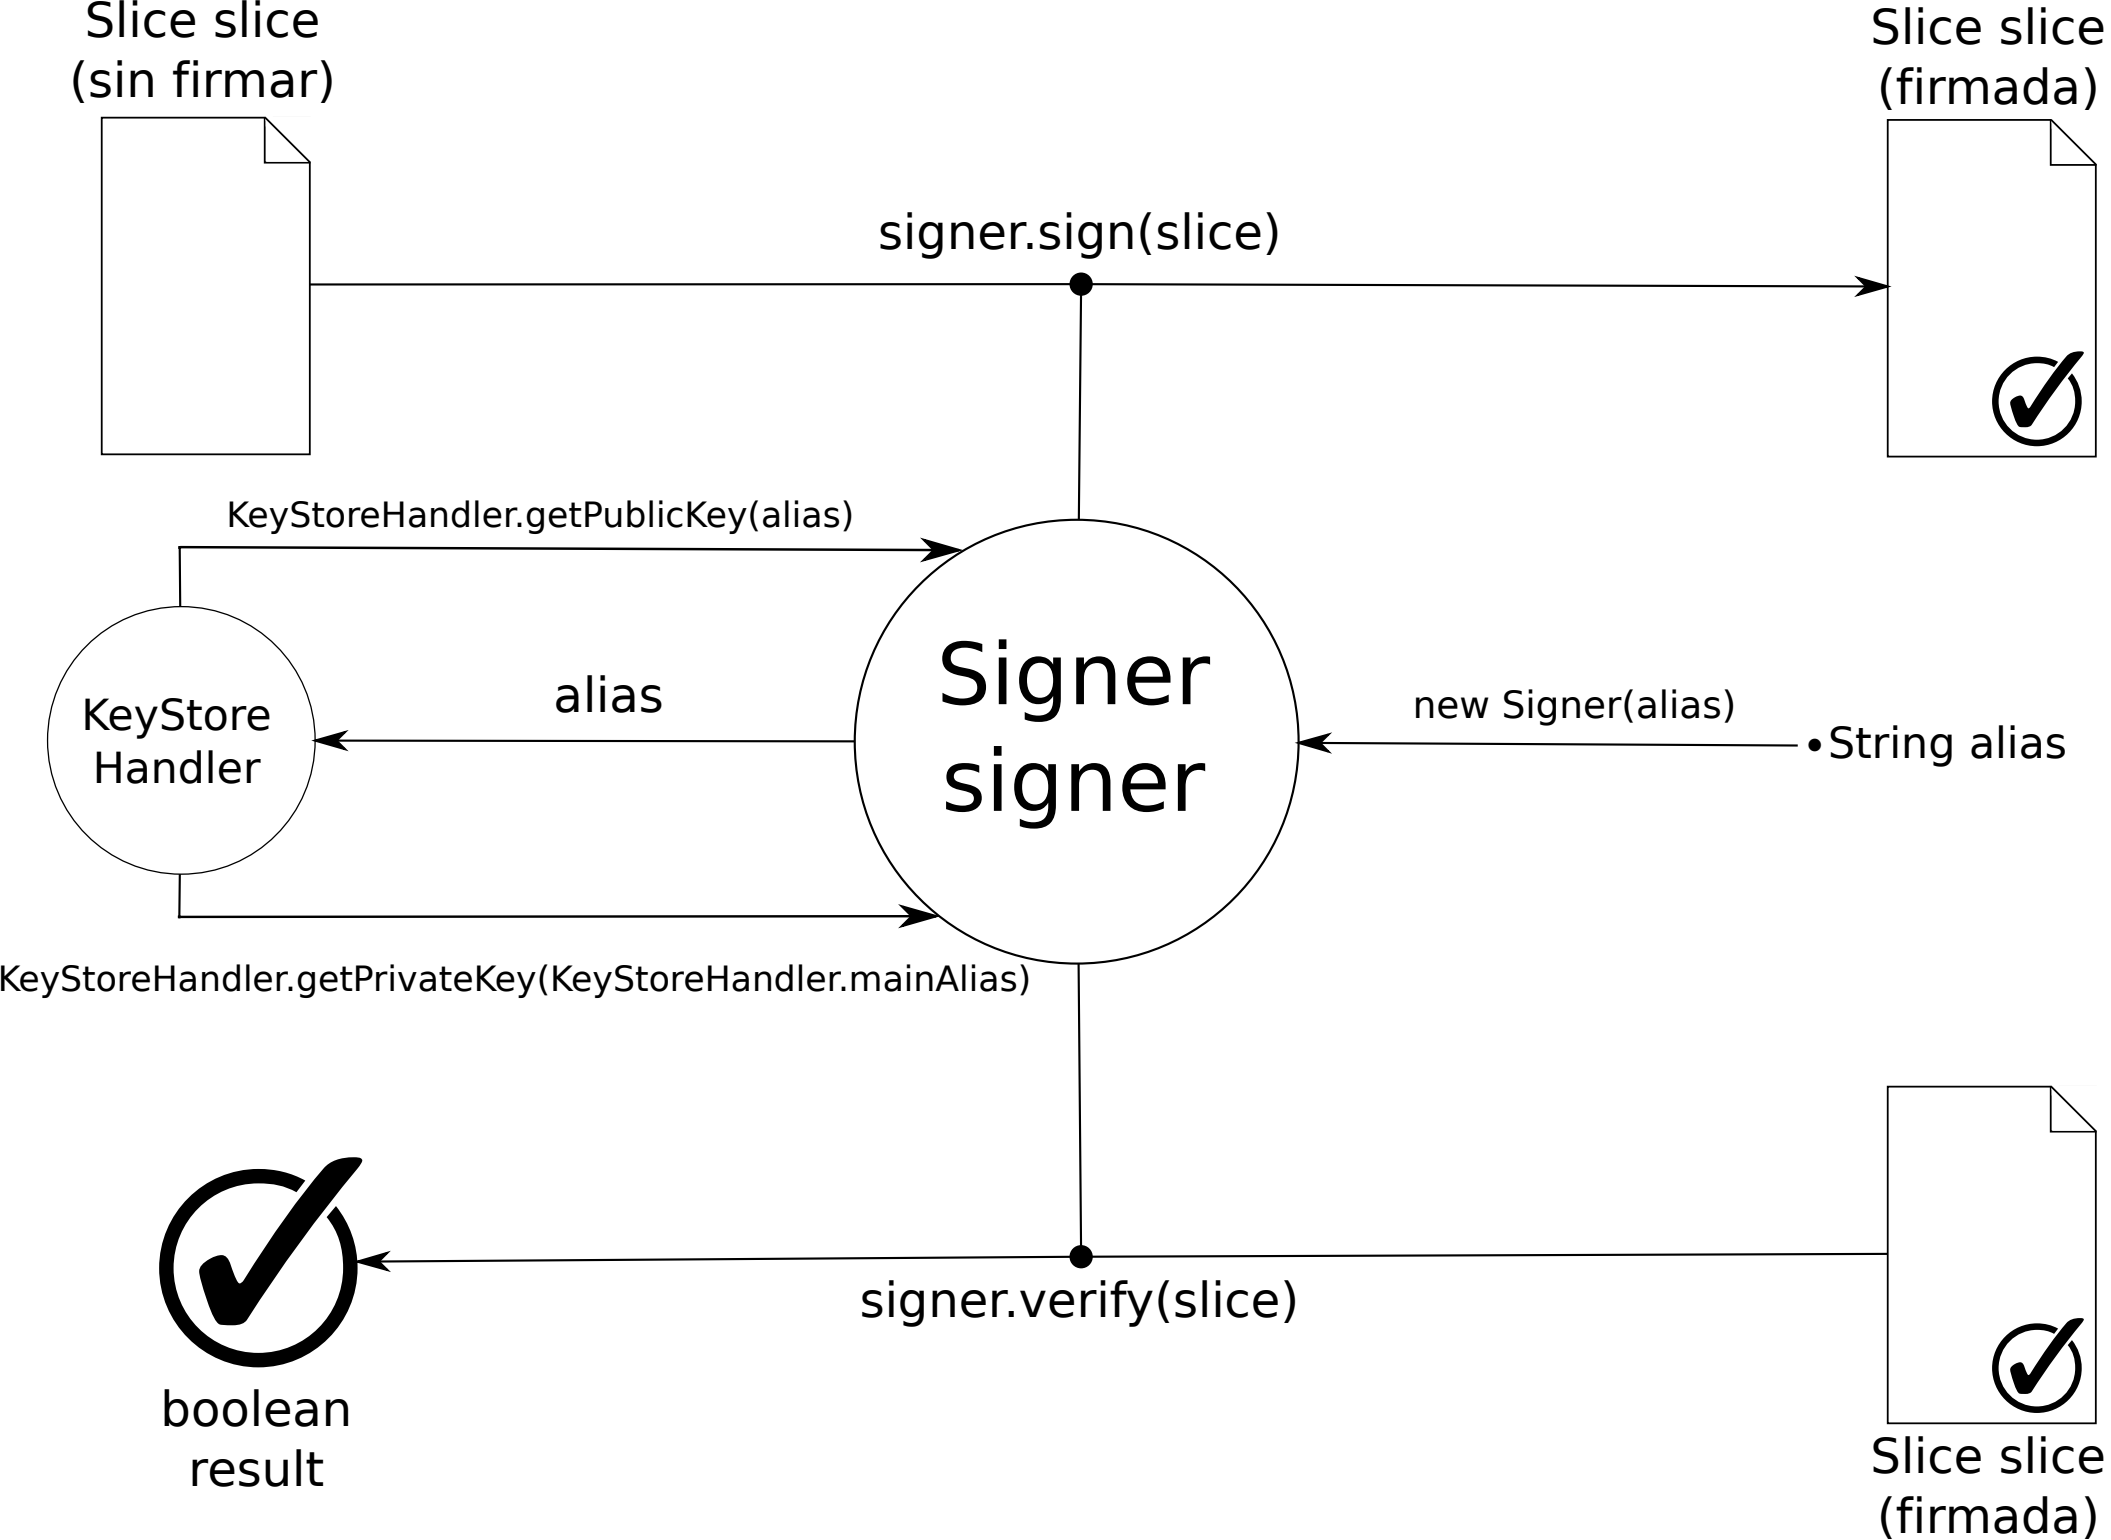 Slice slice
(sin firmar)
Slice slice
(firmada)
signer.sign(slice)
KeyStoreHandler.getPublicKey(alias)
KeyStore
Handler
alias
Signer
signer
new Signer(alias)
•String alias
KeyStoreHandler.getPrivateKey(KeyStoreHandler.mainAlias)
signer.verify(slice)
boolean
result
Slice slice
(firmada)